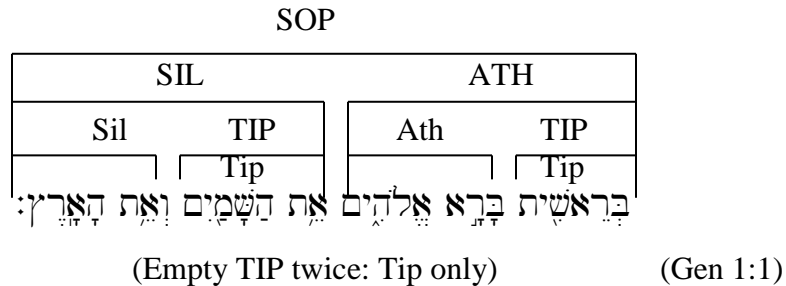 SOP
SIL ATH
Sil TIP Ath TIP
Tip Tip
בְּרֵאשִׁ֖ית בָּרָ֣א אֱלֹהִ֑ים אֵ֥ת הַשָּׁמַ֖יִם וְאֵ֥ת הָאָֽרֶץ׃
(Empty TIP twice: Tip only) (Gen 1:1)